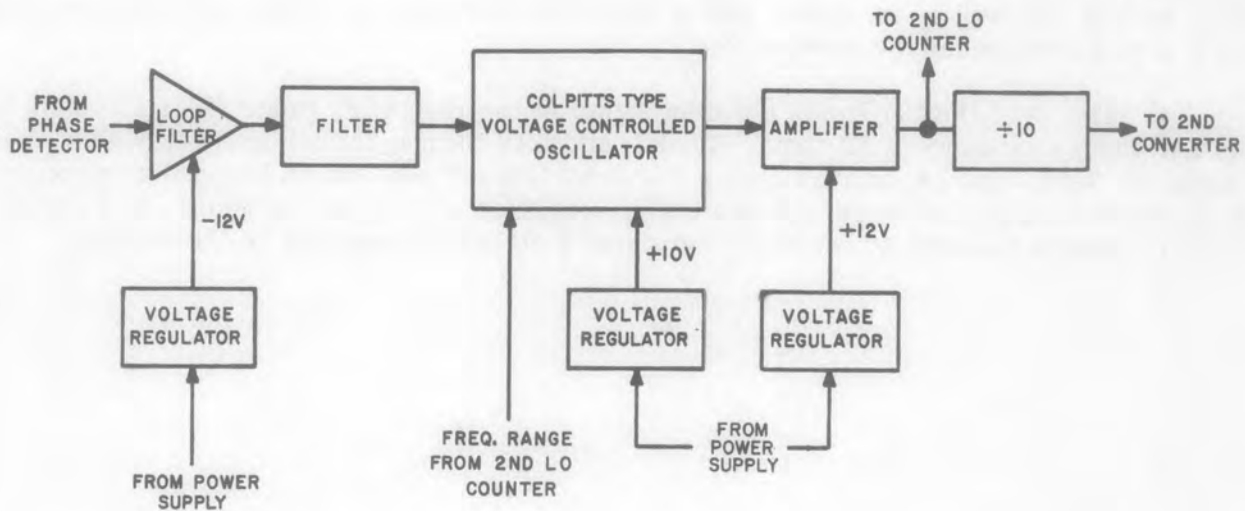 TO 2ND LO
COUNTER
FROM
PHASE
DETECTOR
LOOP
FILTER
FILTER
COLPITTS TYPE
VOLTAGE CONTROLLED
OSCILLATOR
AMPLIFIER
÷10
TO 2ND
CONVERTER
-12V
+10V
+12V
VOLTAGE
REGULATOR
VOLTAGE
REGULATOR
VOLTAGE
REGULATOR
FREQ. RANGE
FROM 2ND LO
COUNTER
FROM
POWER
SUPPLY
FROM POWER
SUPPLY